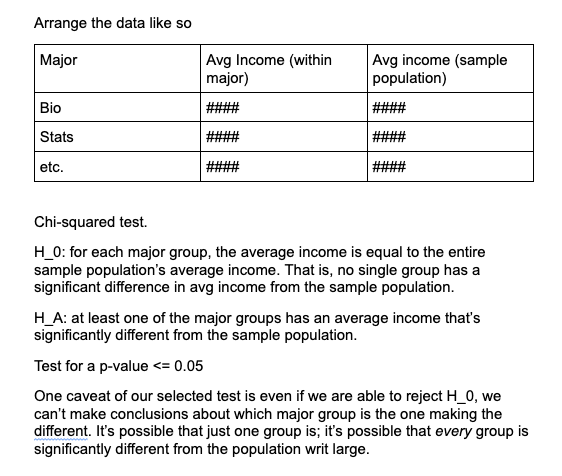 Arrange the data like so
Major
Avg Income (within
major)
Avg income (sample
population)
Bio
####
####
Stats
####
####
etc.
####
####
Chi-squared test.
H_0: for each major group, the average income is equal to the entire
sample population's average income. That is, no single group has a
significant difference in avg income from the sample population.
H_A: at least one of the major groups has an average income that's
significantly different from the sample population.
Test for a p-value <= 0.05
One caveat of our selected test is even if we are able to reject H_0, we
can't make conclusions about which major group is the one making the
different. It's possible that just one group is; it's possible that every group is
significantly different from the population writ large.